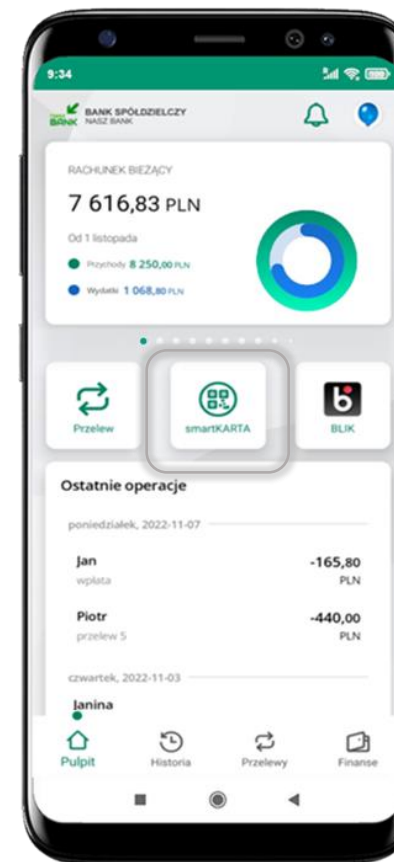 9:34
NASZ BANK
BANK SPÓŁDZIELCZY
NASZ BANK
RACHUNEK BIEŻĄCY
7 616,83 PLN
Od 1 listopada
Przychody 8 250,00 PLN
Wydatki 1 068,80 PLN
Przelew
smartKARTA
BLIK
Ostatnie operacje
poniedziałek, 2022-11-07
Jan -165,80
wpłata PLN
Piotr -440,00
przelew 5 PLN
czwartek, 2022-11-03
Janina
Pulpit Historia Przelewy Finanse